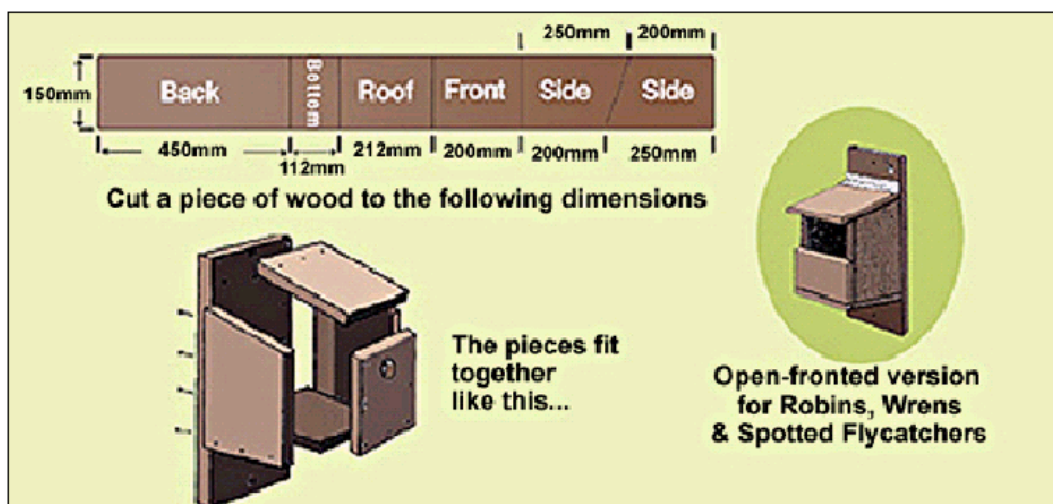 250mm 200mm
150mm
Back Bottom Roof Front Side Side
450mm 112mm 212mm 200mm 200mm 250mm
Cut a piece of wood to the following dimensions
The pieces fit
together
like this...
Open-fronted version
for Robins, Wrens
& Spotted Flycatchers